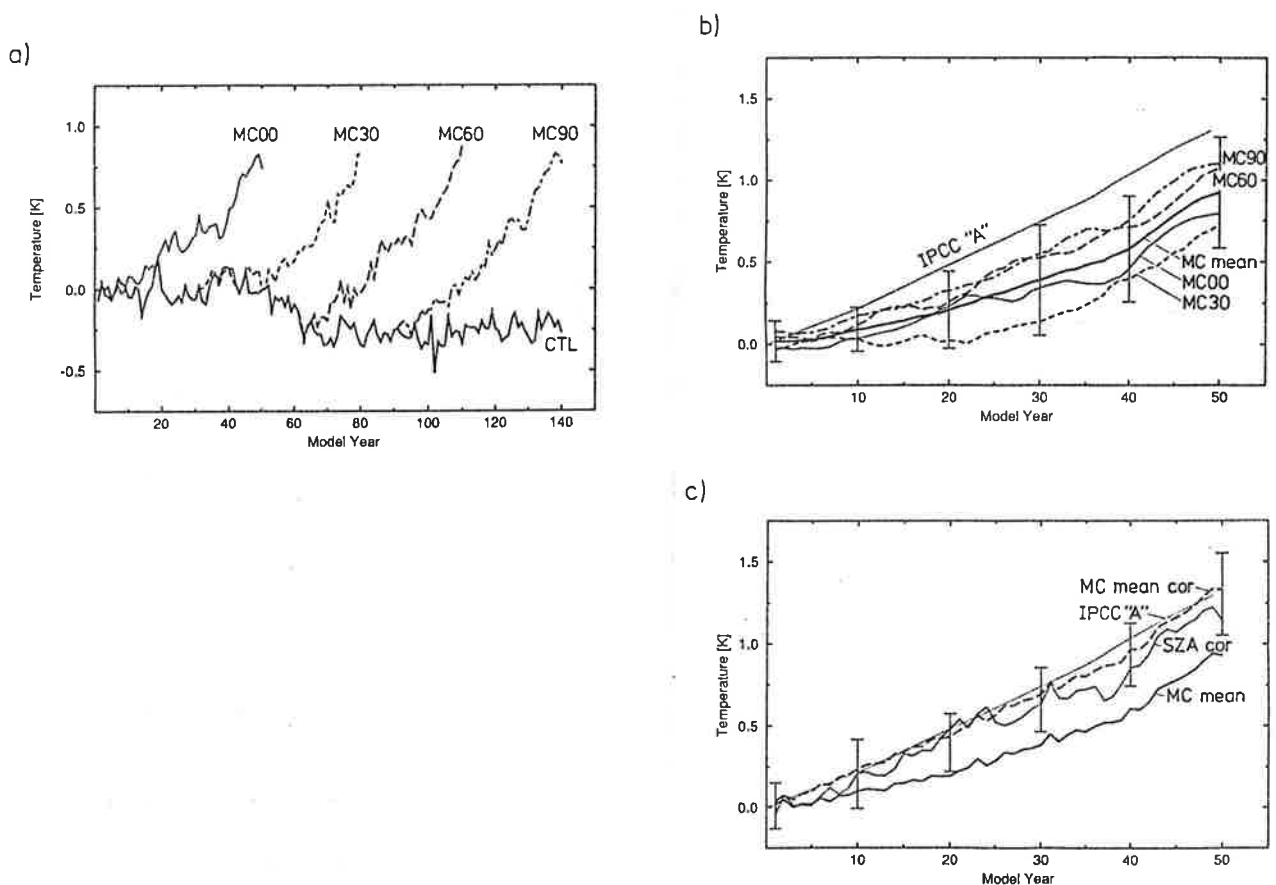 a)
1.0
0.5
0.0
-0.5
Temperature [K]
MC00
MC30
MC60
MC90
CTL
20
40
60
80
100
120
140
Model Year
b)
1.5
1.0
0.5
0.0
Temperature [K]
IPCC "A"
MC90
MC60
MC mean
MC00
MC30
10
20
30
40
50
Model Year
c)
1.5
1.0
0.5
0.0
Temperature [K]
MC mean cor
IPCC "A"
SZA cor
MC mean
10
20
30
40
50
Model Year